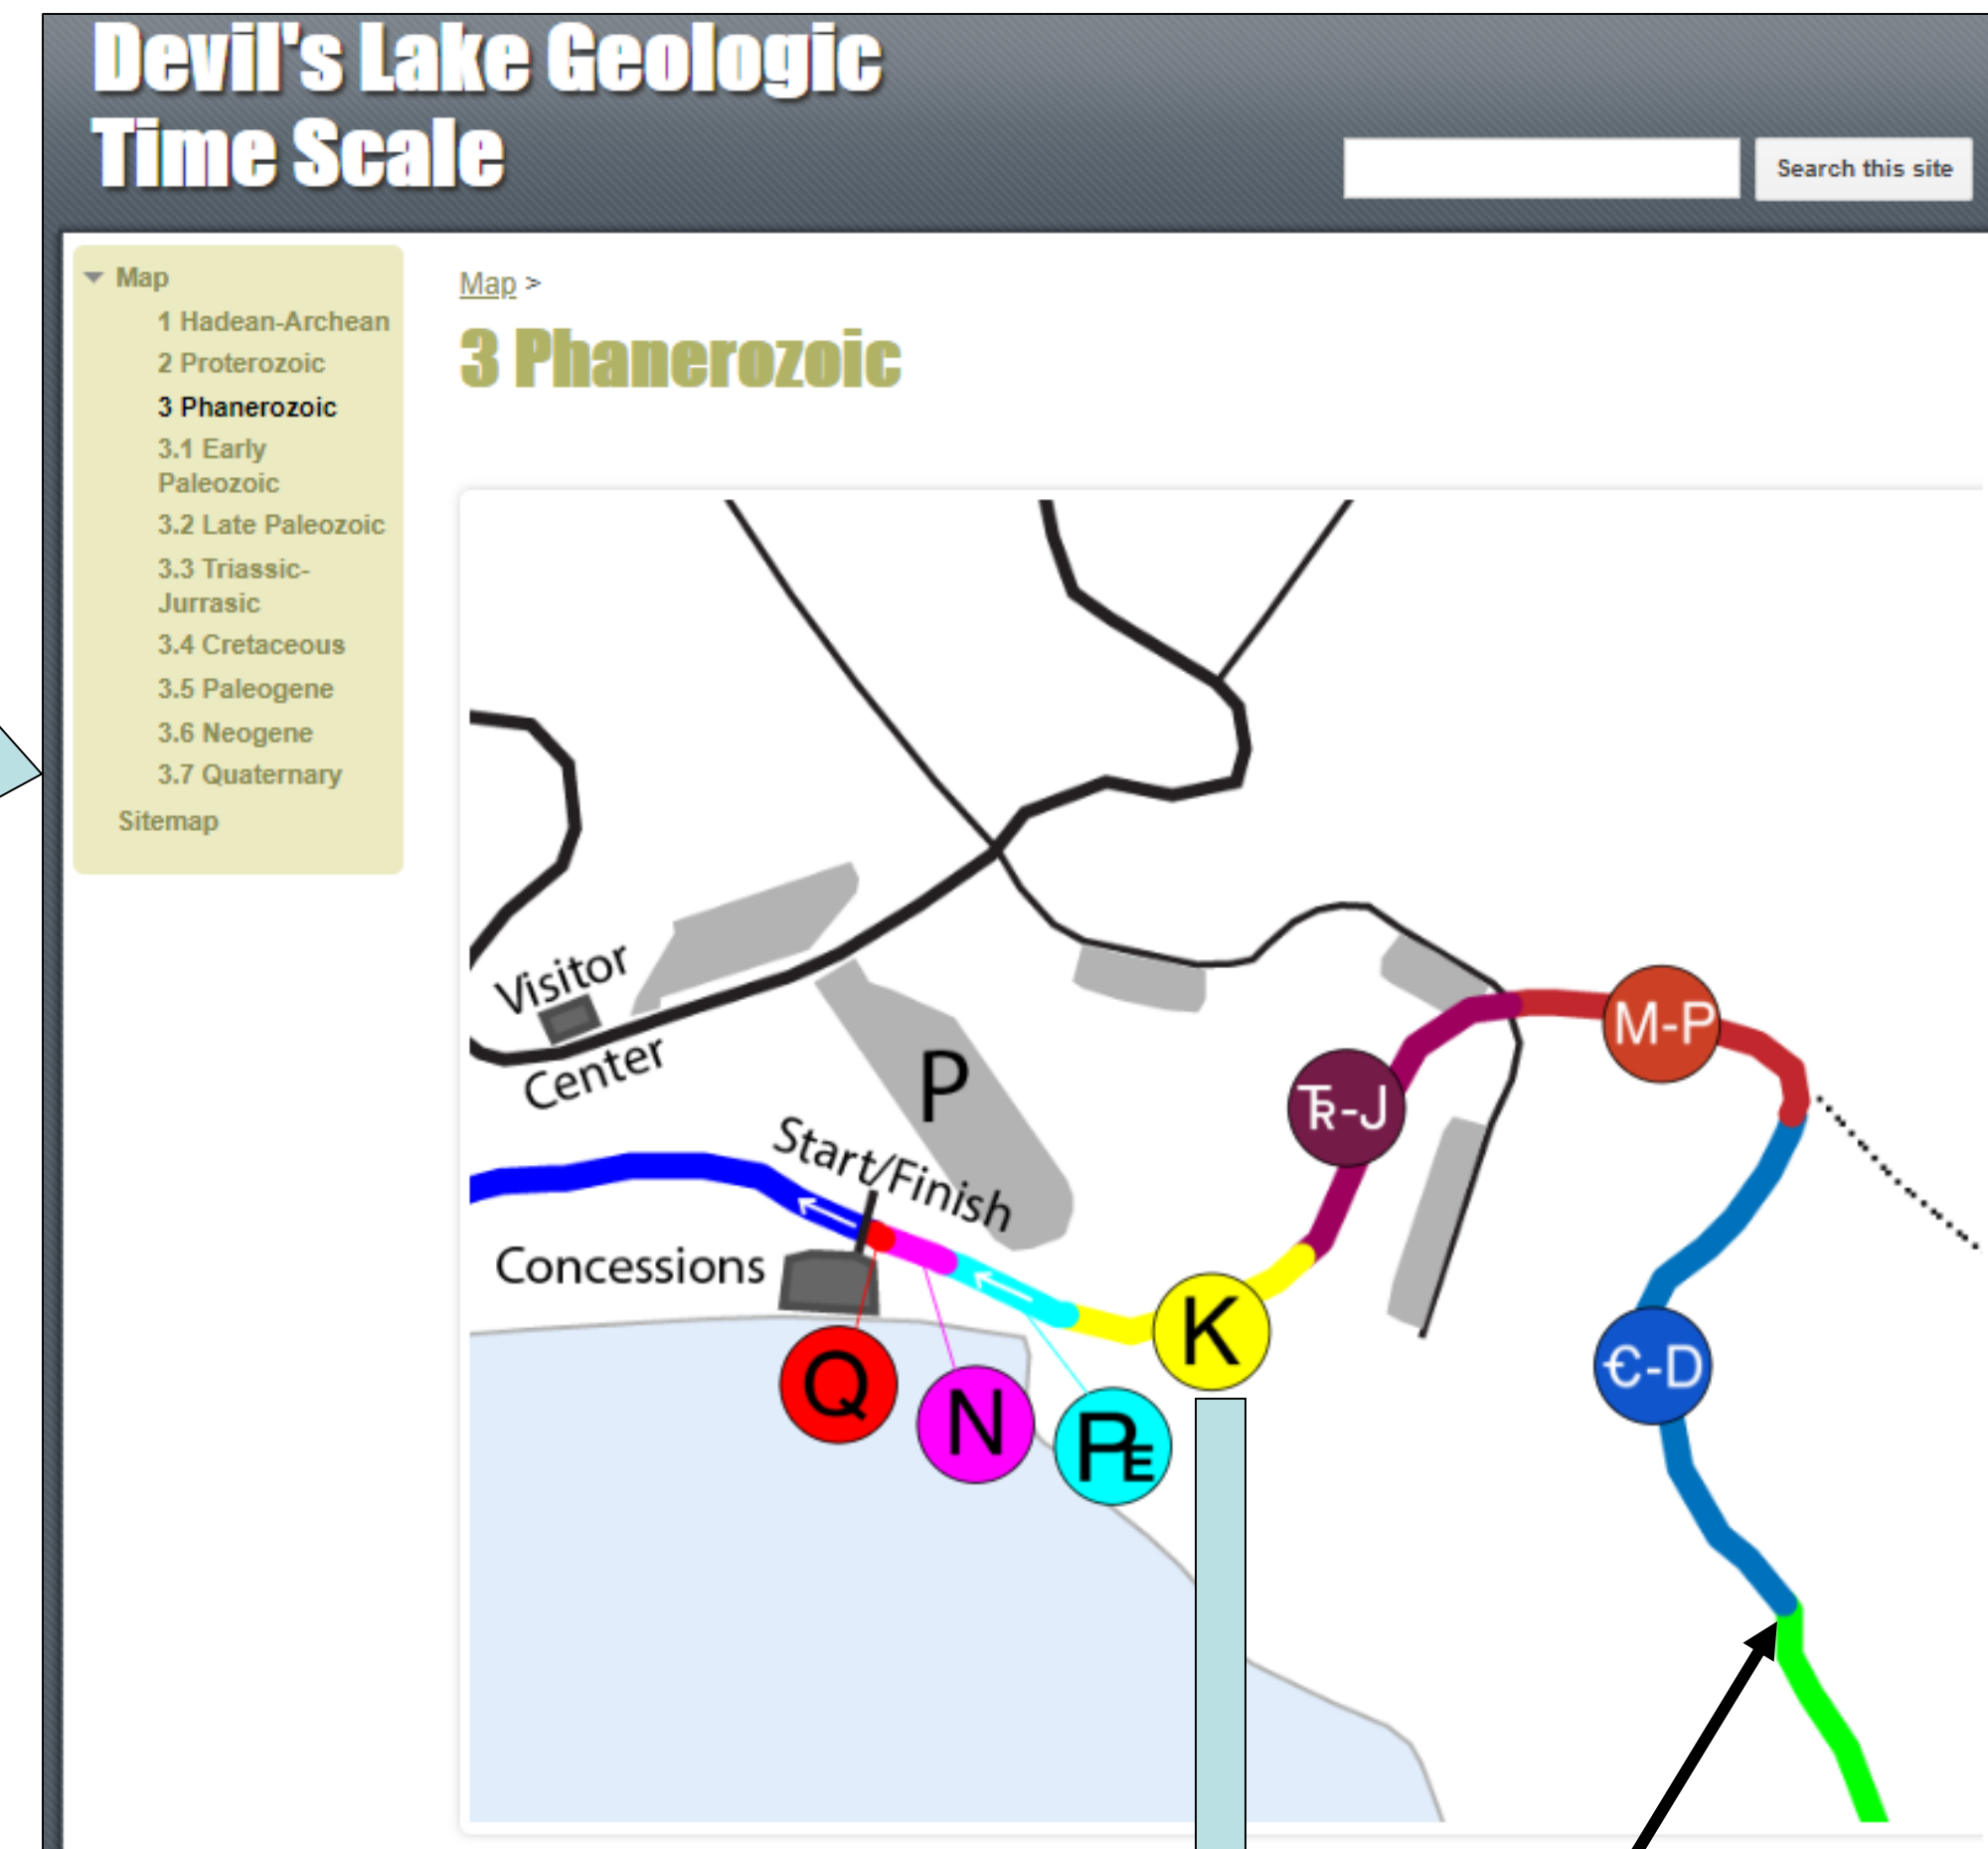 Devil's Lake Geologic
Time Scale
Search this site
Map
1 Hadean-Archean
2 Proterozoic
3 Phanerozoic
3.1 Early
Paleozoic
3.2 Late Paleozoic
3.3 Triassic-
Jurrasic
3.4 Cretaceous
3.5 Paleogene
3.6 Neogene
3.7 Quaternary
Sitemap
Map >
3 Phanerozoic
Visitor
Center
P
M-P
TR-J
Start/Finish
Concessions
K
Є-D
Q
N
PE